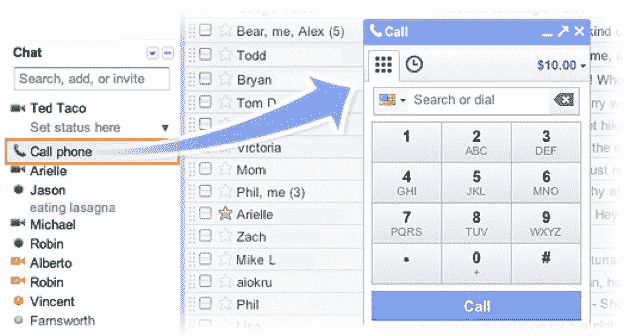 Chat
Search, add, or invite
Ted Taco
Set status here
Call phone
Arielle
Jason
eating lasagna
Michael
Robin
Alberto
Robin
Vincent
Farnsworth
Bear, me, Alex (5)
Todd
Bryan
Tom D
Victoria
Mom
Phil, me (3)
Arielle
Zach
Mike L
aiokru
Phil
Call
$10.00
Search or dial
1
2 ABC
3 DEF
4 GHI
5 JKL
6 MNO
7 PQRS
8 TUV
9 WXYZ
*
0 +
#
Call
kind
Hey